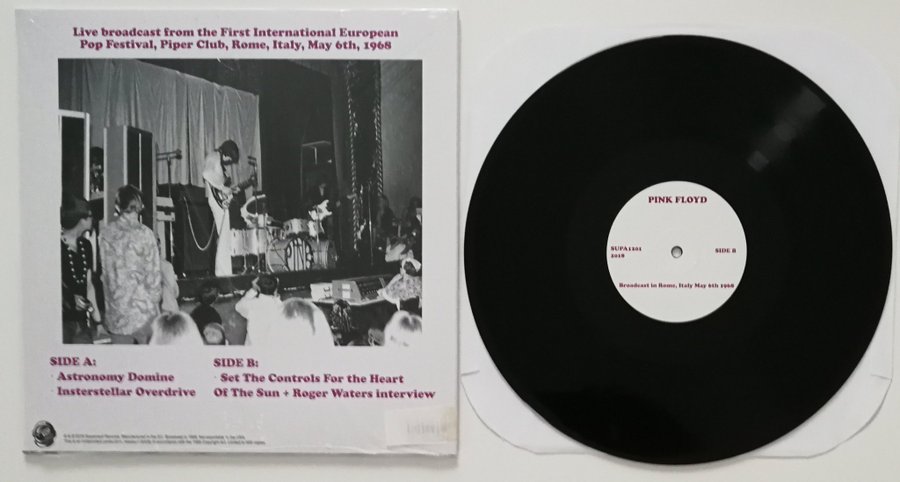 Live broadcast from the First International European
Pop Festival, Piper Club, Rome, Italy, May 6th, 1968
SIDE A:
· Astronomy Domine
· Insterstellar Overdrive
SIDE B:
· Set The Controls For the Heart
Of The Sun + Roger Waters interview
PINK FLOYD
SUPA1201
2018
SIDE B
Broadcast in Rome, Italy May 6th 1968